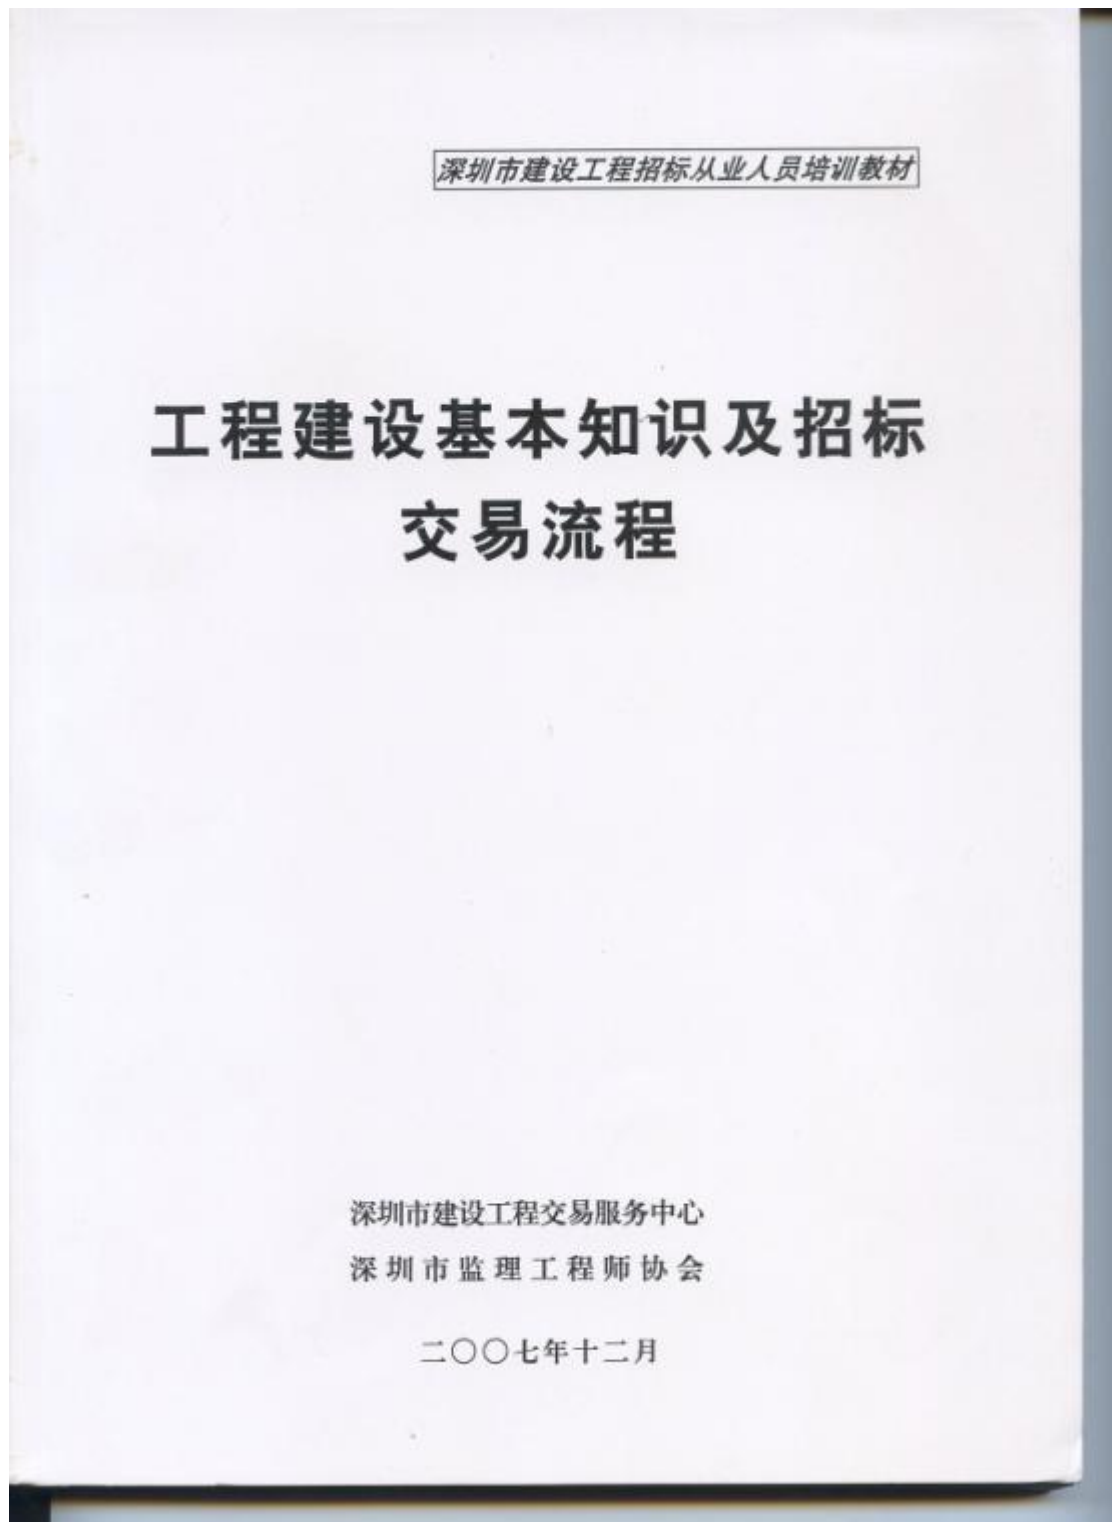 深圳市建设工程招标从业人员培训教材
工程建设基本知识及招标
交易流程
深圳市建设工程交易服务中心
深圳市监理工程师协会
二〇〇七年十二月